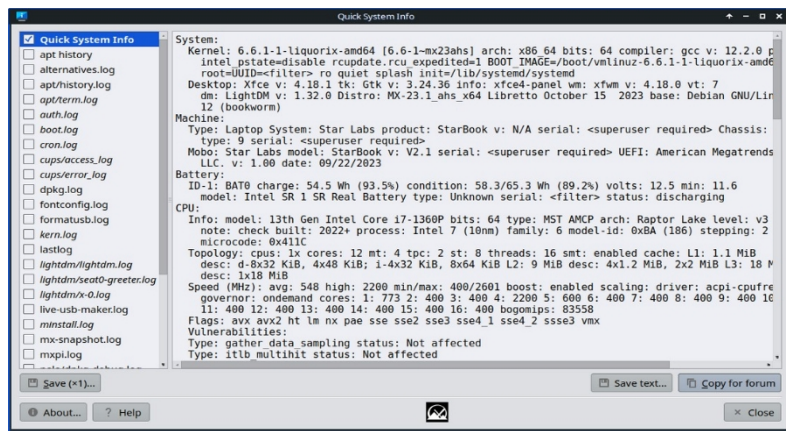 Quick System Info
Quick System Info
apt history
alternatives.log
apt/history.log
apt/term.log
auth.log
boot.log
cron.log
cups/access_log
cups/error_log
dpkg.log
fontconfig.log
formatusb.log
kern.log
lastlog
lightdm/lightdm.log
lightdm/seat0-greeter.log
lightdm/x-0.log
live-usb-maker.log
minstall.log
mx-snapshot.log
mxpi.log
System:
Kernel: 6.6.1-1-liquorix-amd64 [6.6-1~mx23ahs] arch: x86_64 bits: 64 compiler: gcc v: 12.2.0 p
intel_pstate=disable rcupdate.rcu_expedited=1 BOOT_IMAGE=/boot/vmlinuz-6.6.1-1-liquorix-amd6
root=UUID=<filter> ro quiet splash init=/lib/systemd/systemd
Desktop: Xfce v: 4.18.1 tk: Gtk v: 3.24.36 info: xfce4-panel wm: xfwm v: 4.18.0 vt: 7
dm: LightDM v: 1.32.0 Distro: MX-23.1_ahs_x64 Libretto October 15 2023 base: Debian GNU/Lin
12 (bookworm)
Machine:
Type: Laptop System: Star Labs product: StarBook v: N/A serial: <superuser required> Chassis:
type: 9 serial: <superuser required>
Mobo: Star Labs model: StarBook v: V2.1 serial: <superuser required> UEFI: American Megatrends
LLC. v: 1.00 date: 09/22/2023
Battery:
ID-1: BAT0 charge: 54.5 Wh (93.5%) condition: 58.3/65.3 Wh (89.2%) volts: 12.5 min: 11.6
model: Intel SR 1 SR Real Battery type: Unknown serial: <filter> status: discharging
CPU:
Info: model: 13th Gen Intel Core i7-1360P bits: 64 type: MST AMCP arch: Raptor Lake level: v3
note: check built: 2022+ process: Intel 7 (10nm) family: 6 model-id: 0xBA (186) stepping: 2
microcode: 0x411C
Topology: cpus: 1x cores: 12 mt: 4 tpc: 2 st: 8 threads: 16 smt: enabled cache: L1: 1.1 MiB
desc: d-8x32 KiB, 4x48 KiB; i-4x32 KiB, 8x64 KiB L2: 9 MiB desc: 4x1.2 MiB, 2x2 MiB L3: 18 M
desc: 1x18 MiB
Speed (MHz): avg: 548 high: 2200 min/max: 400/2601 boost: enabled scaling: driver: acpi-cpufre
governor: ondemand cores: 1: 773 2: 400 3: 400 4: 2200 5: 600 6: 400 7: 400 8: 400 9: 400 10
11: 400 12: 400 13: 400 14: 400 15: 400 16: 400 bogomips: 83558
Flags: avx avx2 ht lm nx pae sse sse2 sse3 sse4_1 sse4_2 ssse3 vmx
Vulnerabilities:
Type: gather_data_sampling status: Not affected
Type: itlb_multihit status: Not affected
Save (×1)...
Save text...
Copy for forum
About...
? Help
× Close